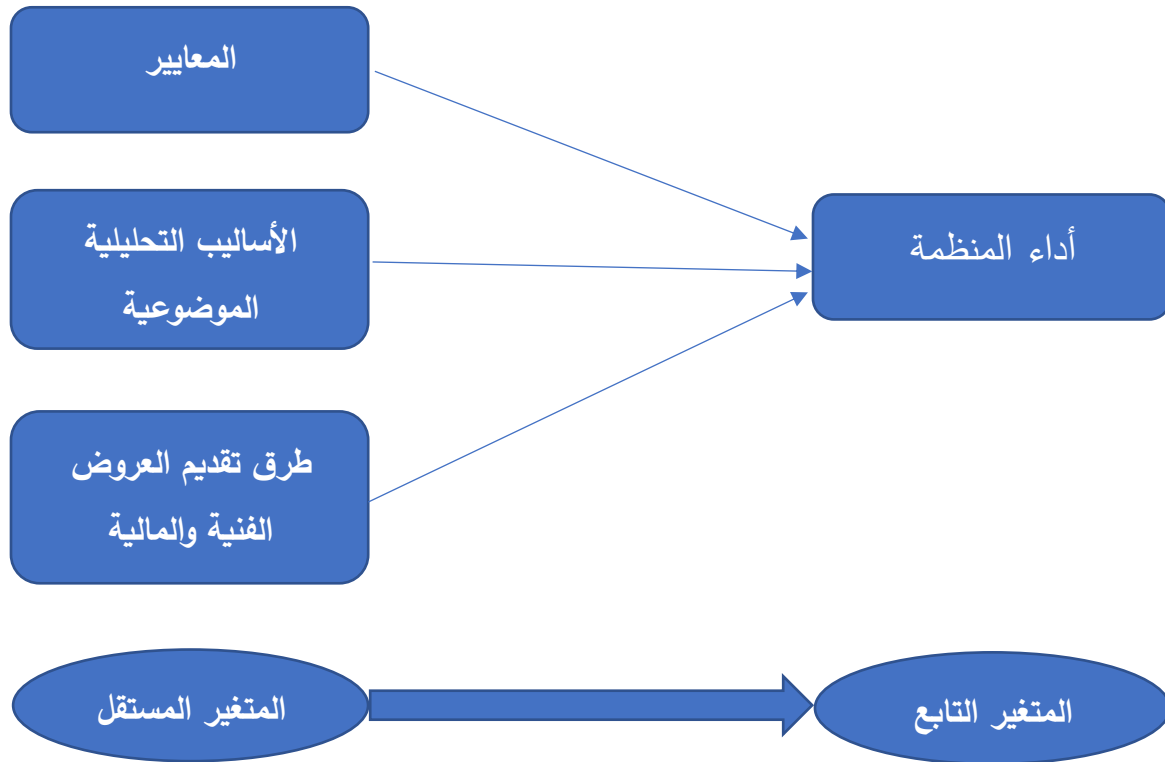 المعايير
الأساليب التحليلية
الموضوعية
أداء المنظمة
طرق تقديم العروض
الفنية والمالية
المتغير المستقل
المتغير التابع